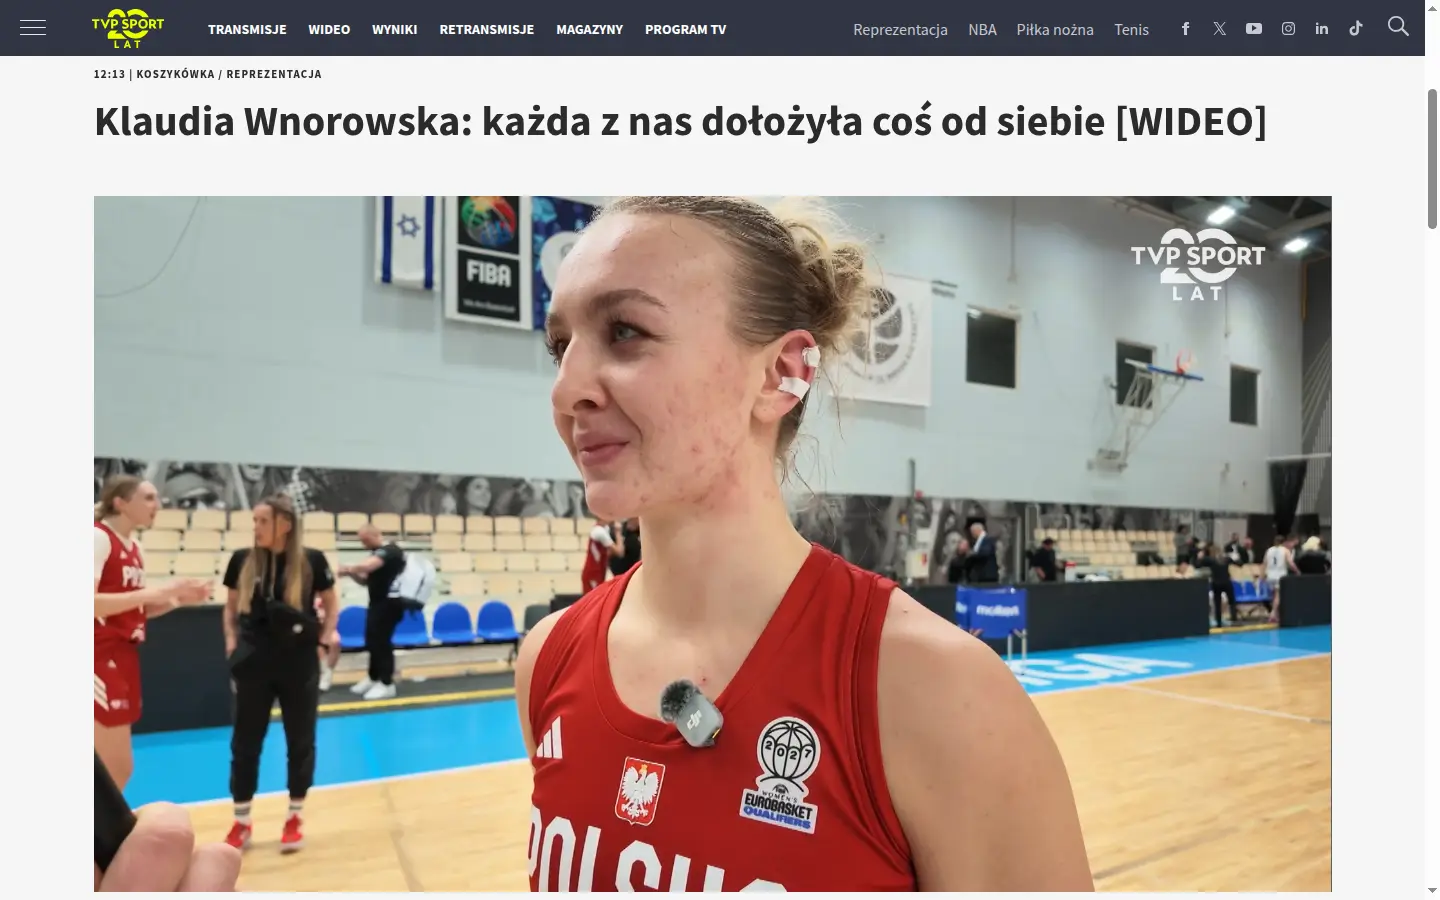 TVP SPORT
20
LAT
TRANSMISJE
WIDEO
WYNIKI
RETRANSMISJE
MAGAZYNY
PROGRAM TV
Reprezentacja
NBA
Piłka nożna
Tenis
12:13 | KOSZYKÓWKA / REPREZENTACJA
Klaudia Wnorowska: każda z nas dołożyła coś od siebie [WIDEO]
FIBA
TVP SPORT
20
LAT
molten
dji
2027
WOMEN'S
EUROBASKET
QUALIFIERS